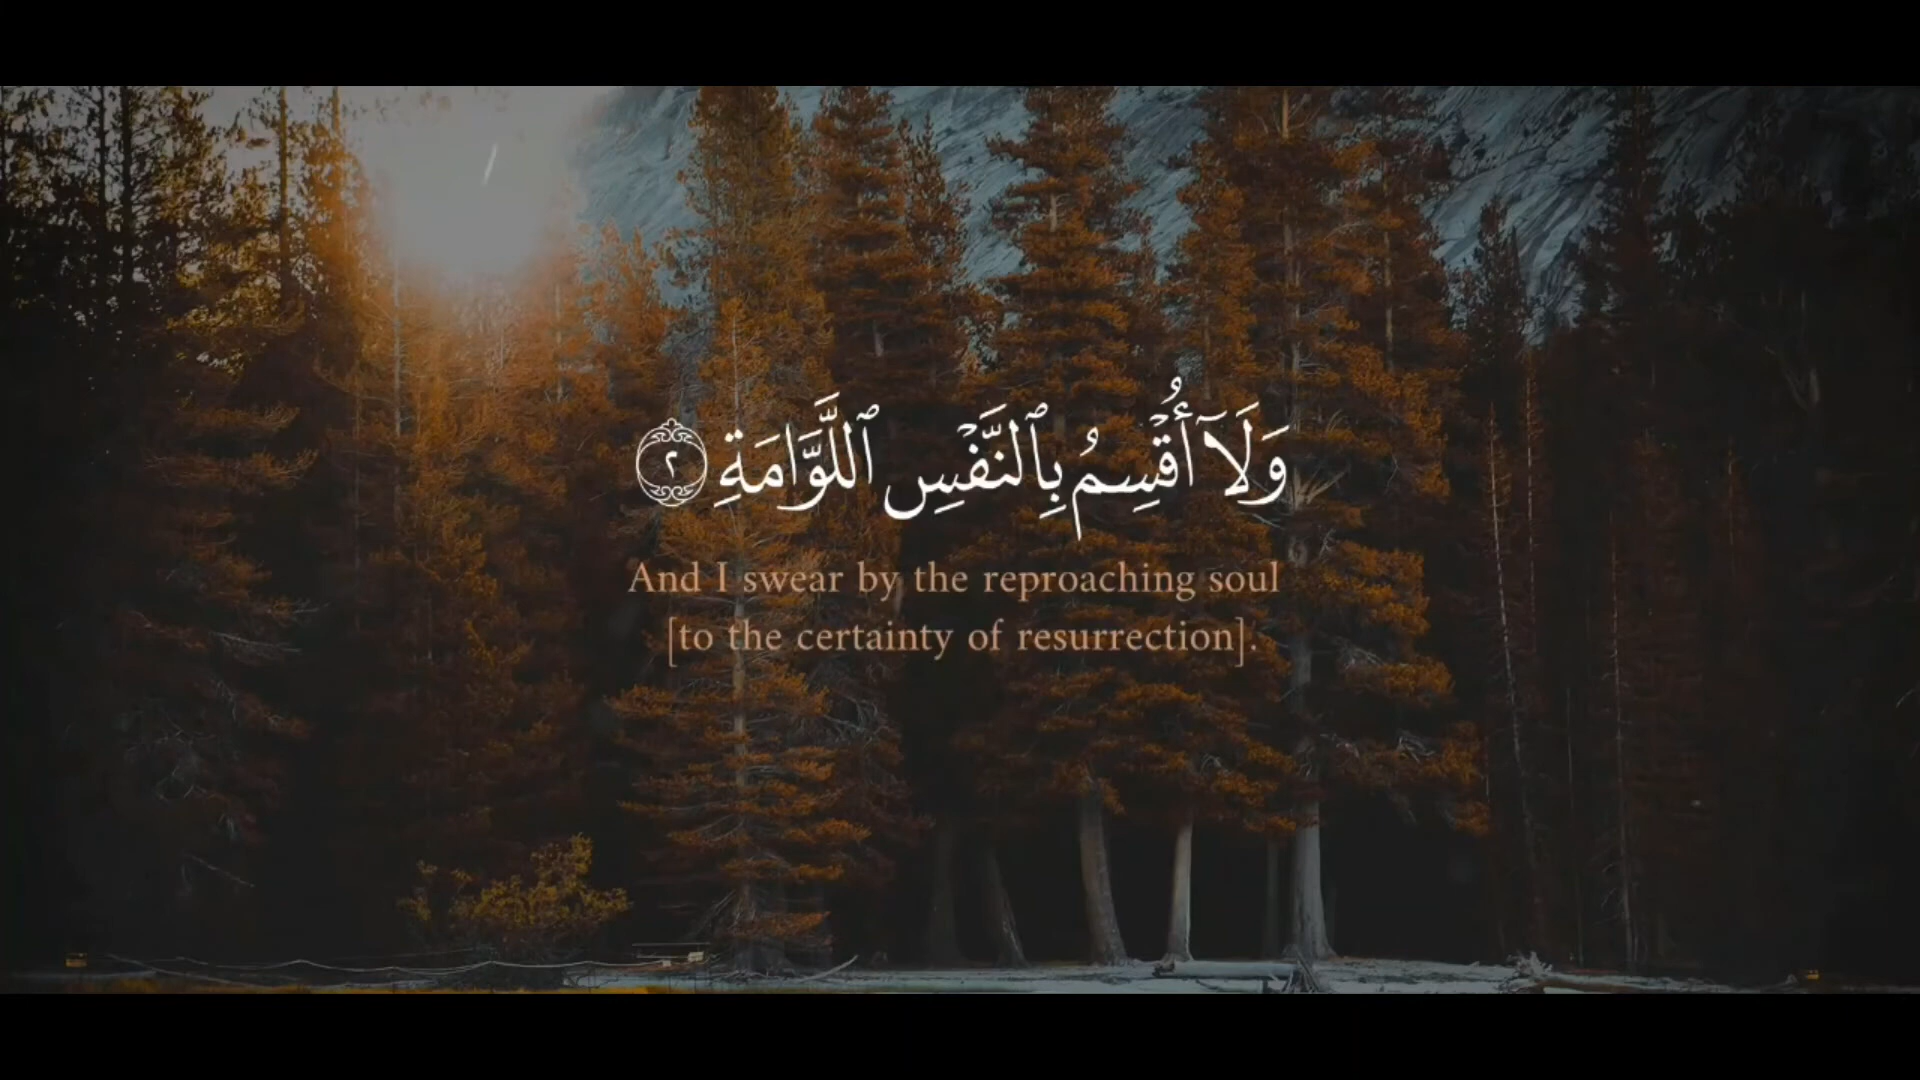 وَلَآ أُقْسِمُ بِٱلنَّفْسِ ٱللَّوَّامَةِ ٢
And I swear by the reproaching soul
[to the certainty of resurrection].